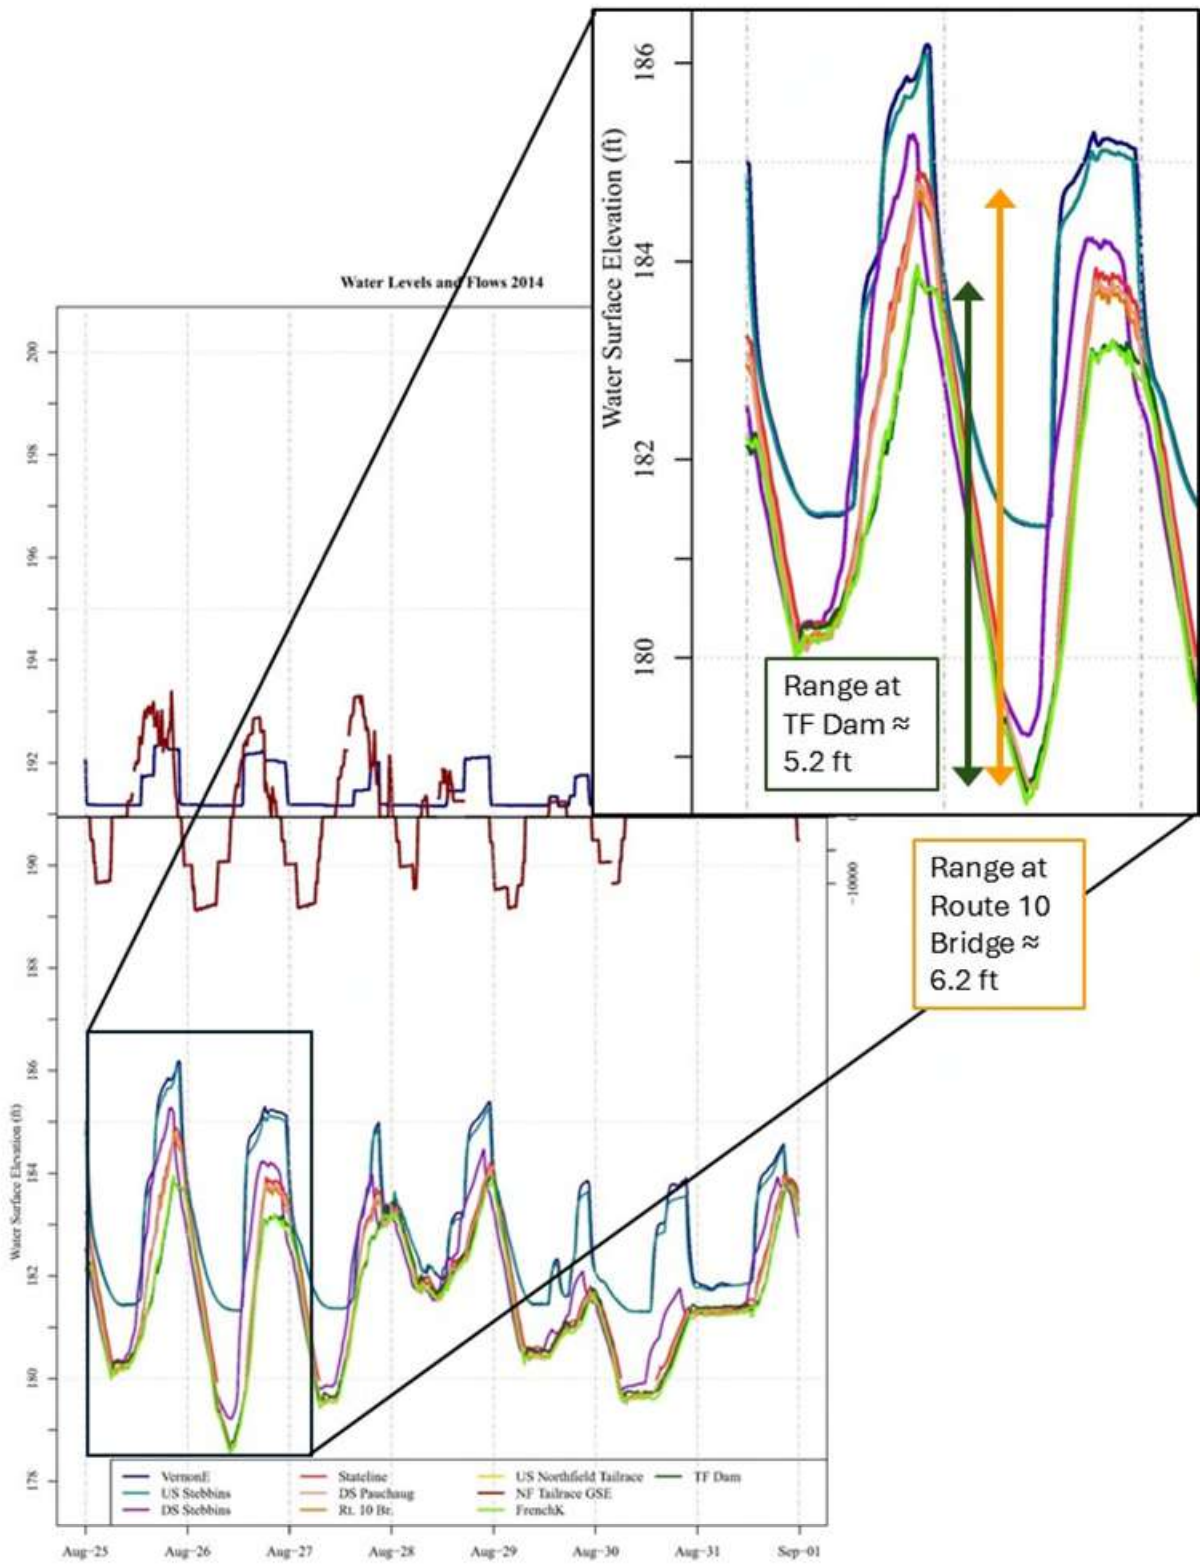 186
184
182
180
Water Surface Elevation (ft)
Range at
TF Dam ≈
5.2 ft
Range at
Route 10
Bridge ≈
6.2 ft
Water Levels and Flows 2014
200
198
196
194
192
190
188
186
184
182
180
178
Water Surface Elevation (ft)
-10000
VernonE
US Stebbins
DS Stebbins
Stateline
DS Pauchaug
Rt. 10 Br.
US Northfield Tailrace
NF Tailrace GSE
FrenchK
TF Dam
Aug-25 Aug-26 Aug-27 Aug-28 Aug-29 Aug-30 Aug-31 Sep-01